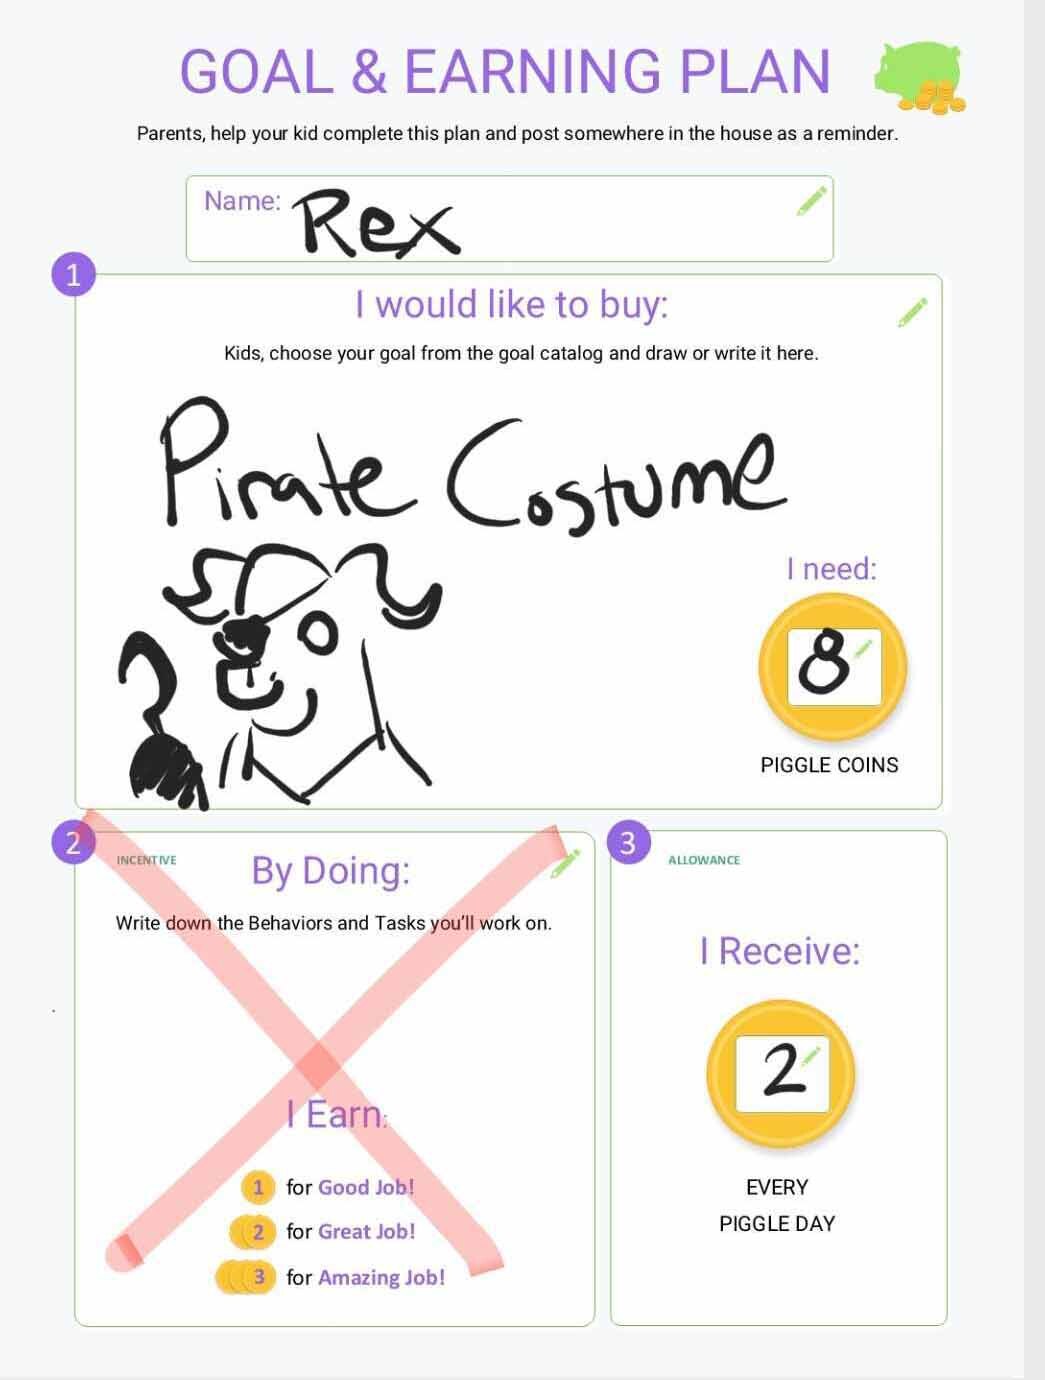 GOAL & EARNING PLAN
Parents, help your kid complete this plan and post somewhere in the house as a reminder.
Name: Rex
1
I would like to buy:
Kids, choose your goal from the goal catalog and draw or write it here.
Pirate Costume
I need:
8
PIGGLE COINS
2
INCENTIVE
By Doing:
Write down the Behaviors and Tasks you'll work on.
I Earn:
1 for Good Job!
2 for Great Job!
3 for Amazing Job!
3
ALLOWANCE
I Receive:
2
EVERY
PIGGLE DAY